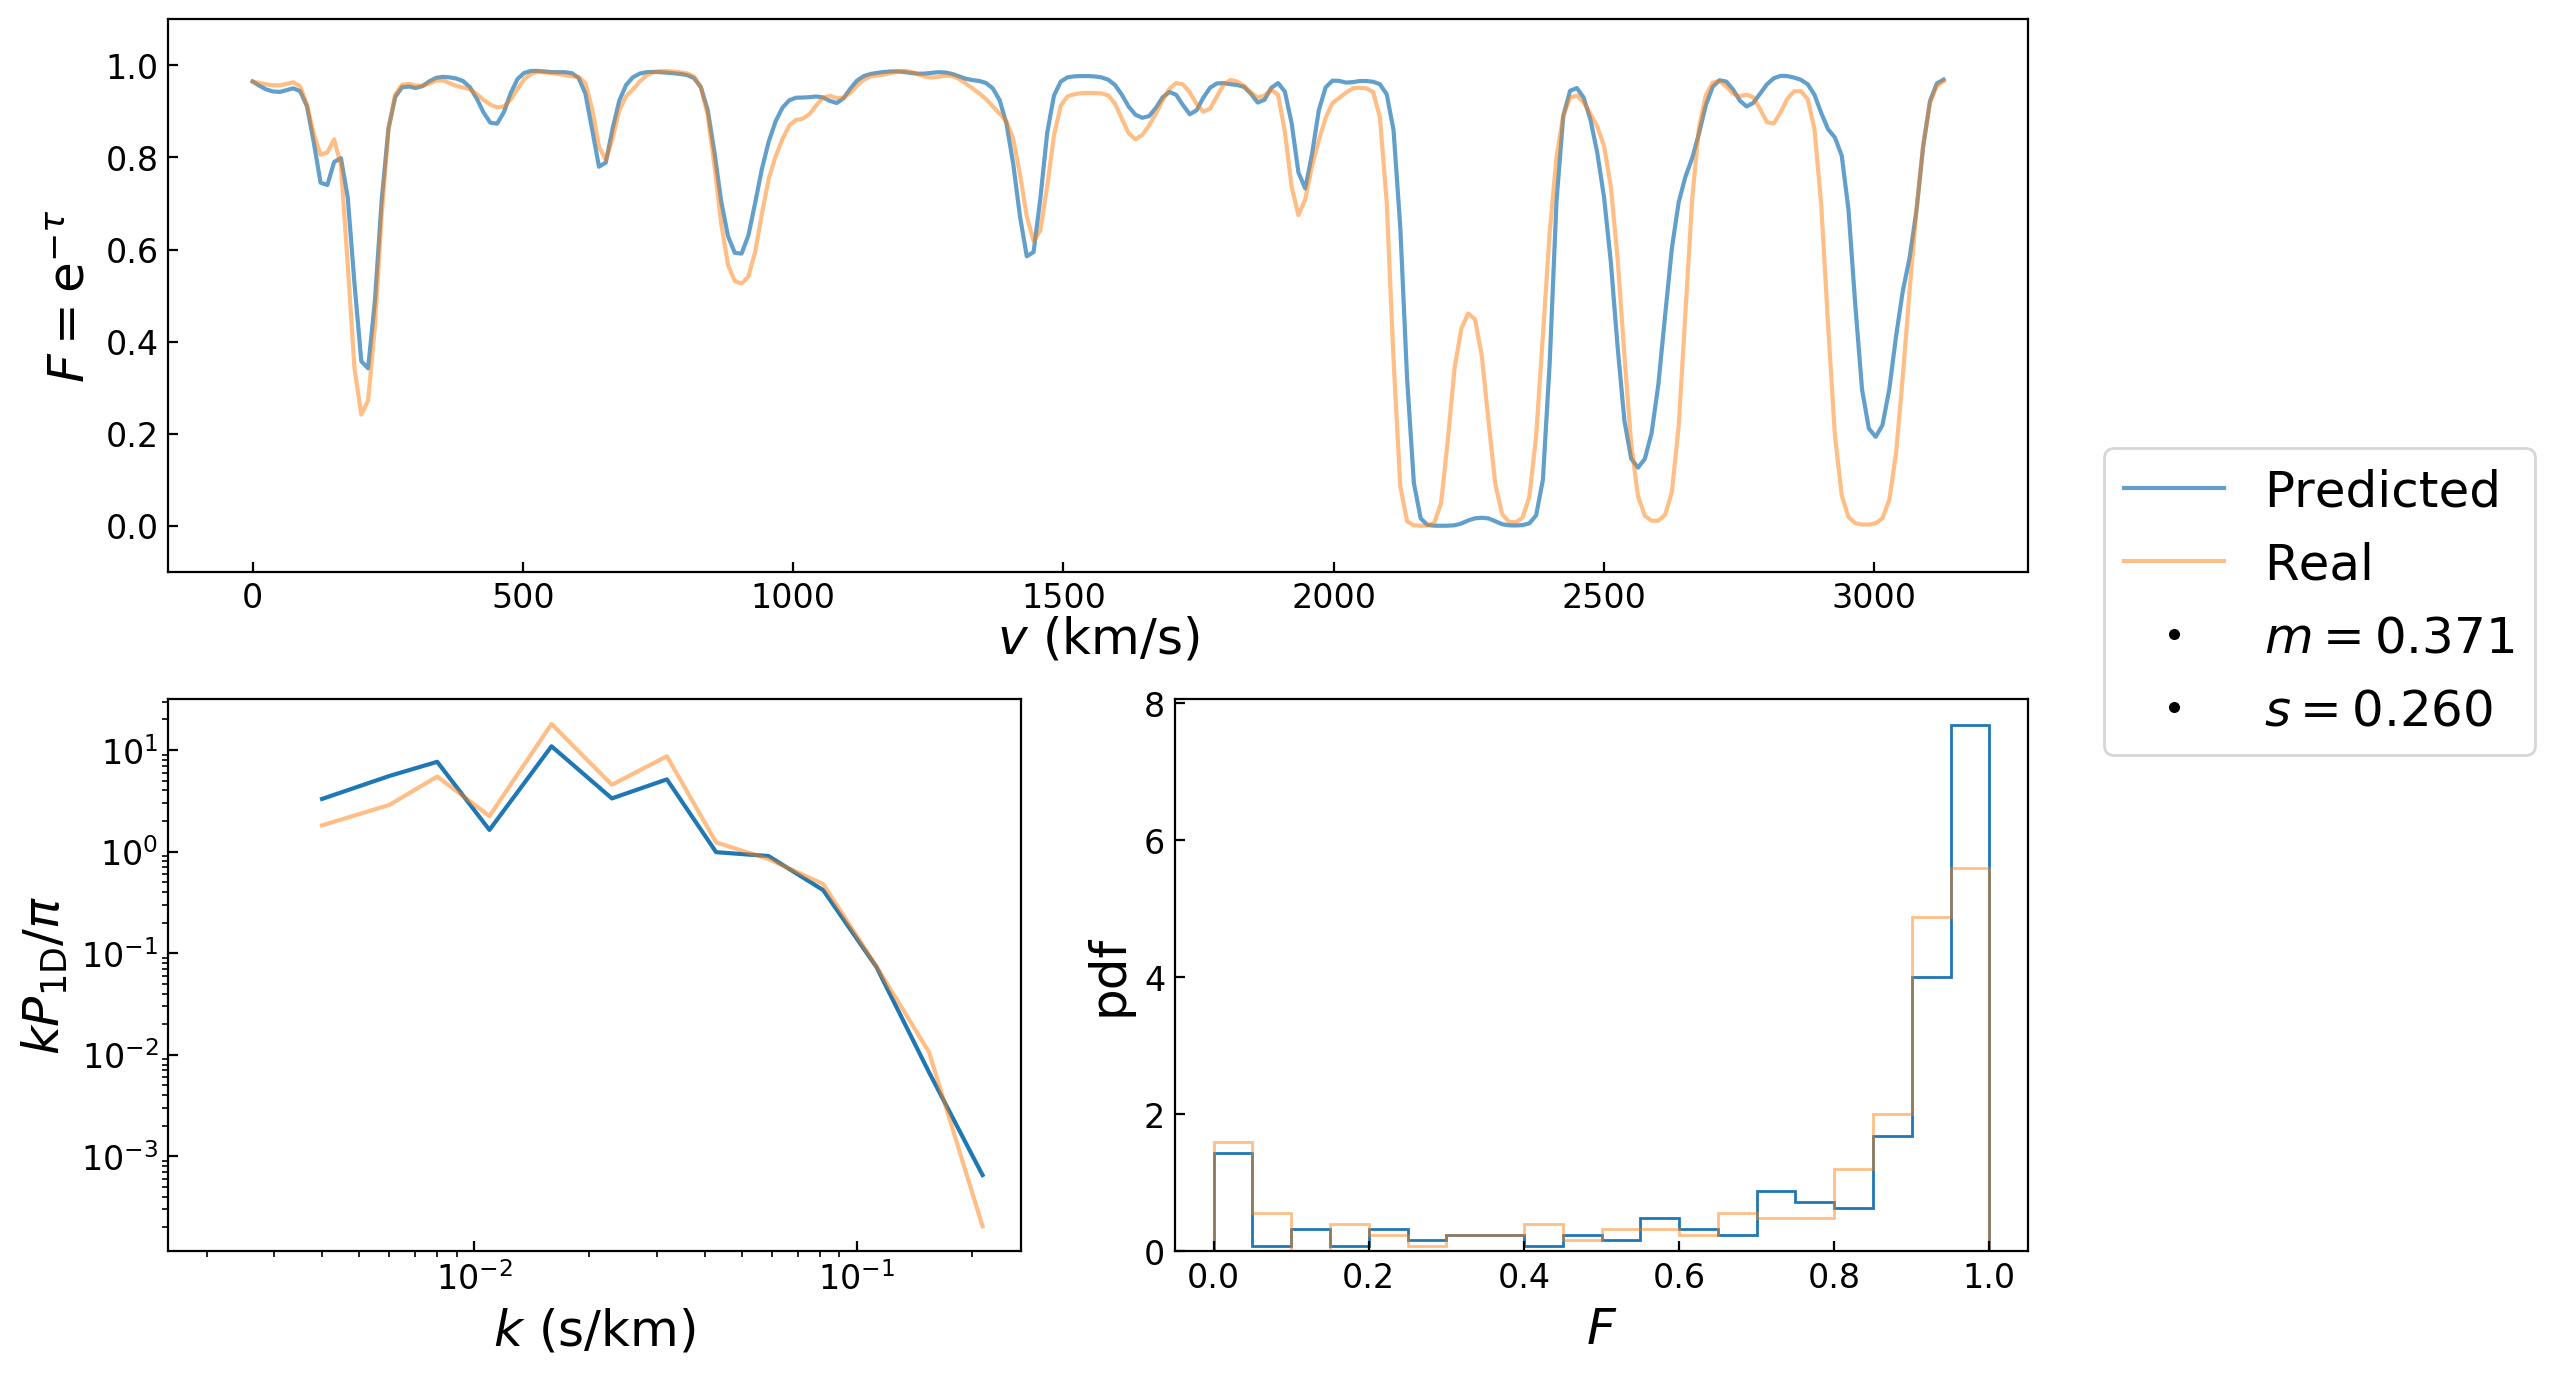 1.0
0.8
0.6
0.4
0.2
0.0
F = e^{-τ}
0 500 1000 1500 2000 2500 3000
v (km/s)
Predicted
Real
m = 0.371
s = 0.260
10^1
10^0
10^{-1}
10^{-2}
10^{-3}
kP_{1D}/π
10^{-2} 10^{-1}
k (s/km)
8
6
4
2
0
pdf
0.0 0.2 0.4 0.6 0.8 1.0
F